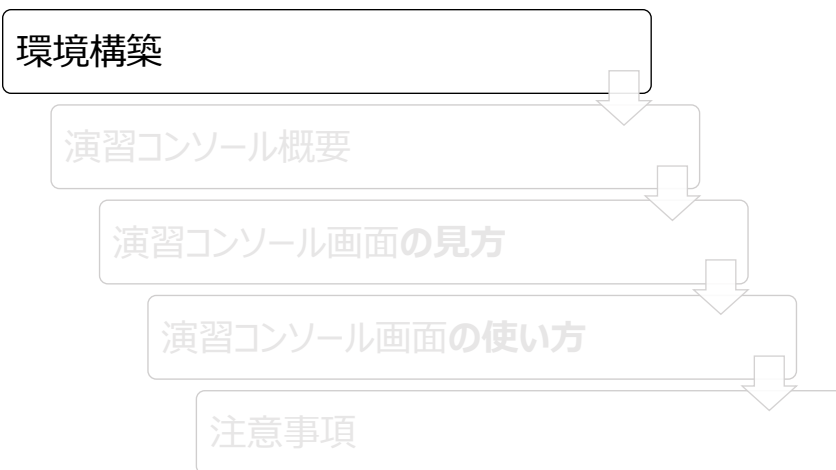 環境構築
演習コンソール概要
演習コンソール画面の見方
演習コンソール画面の使い方
注意事項